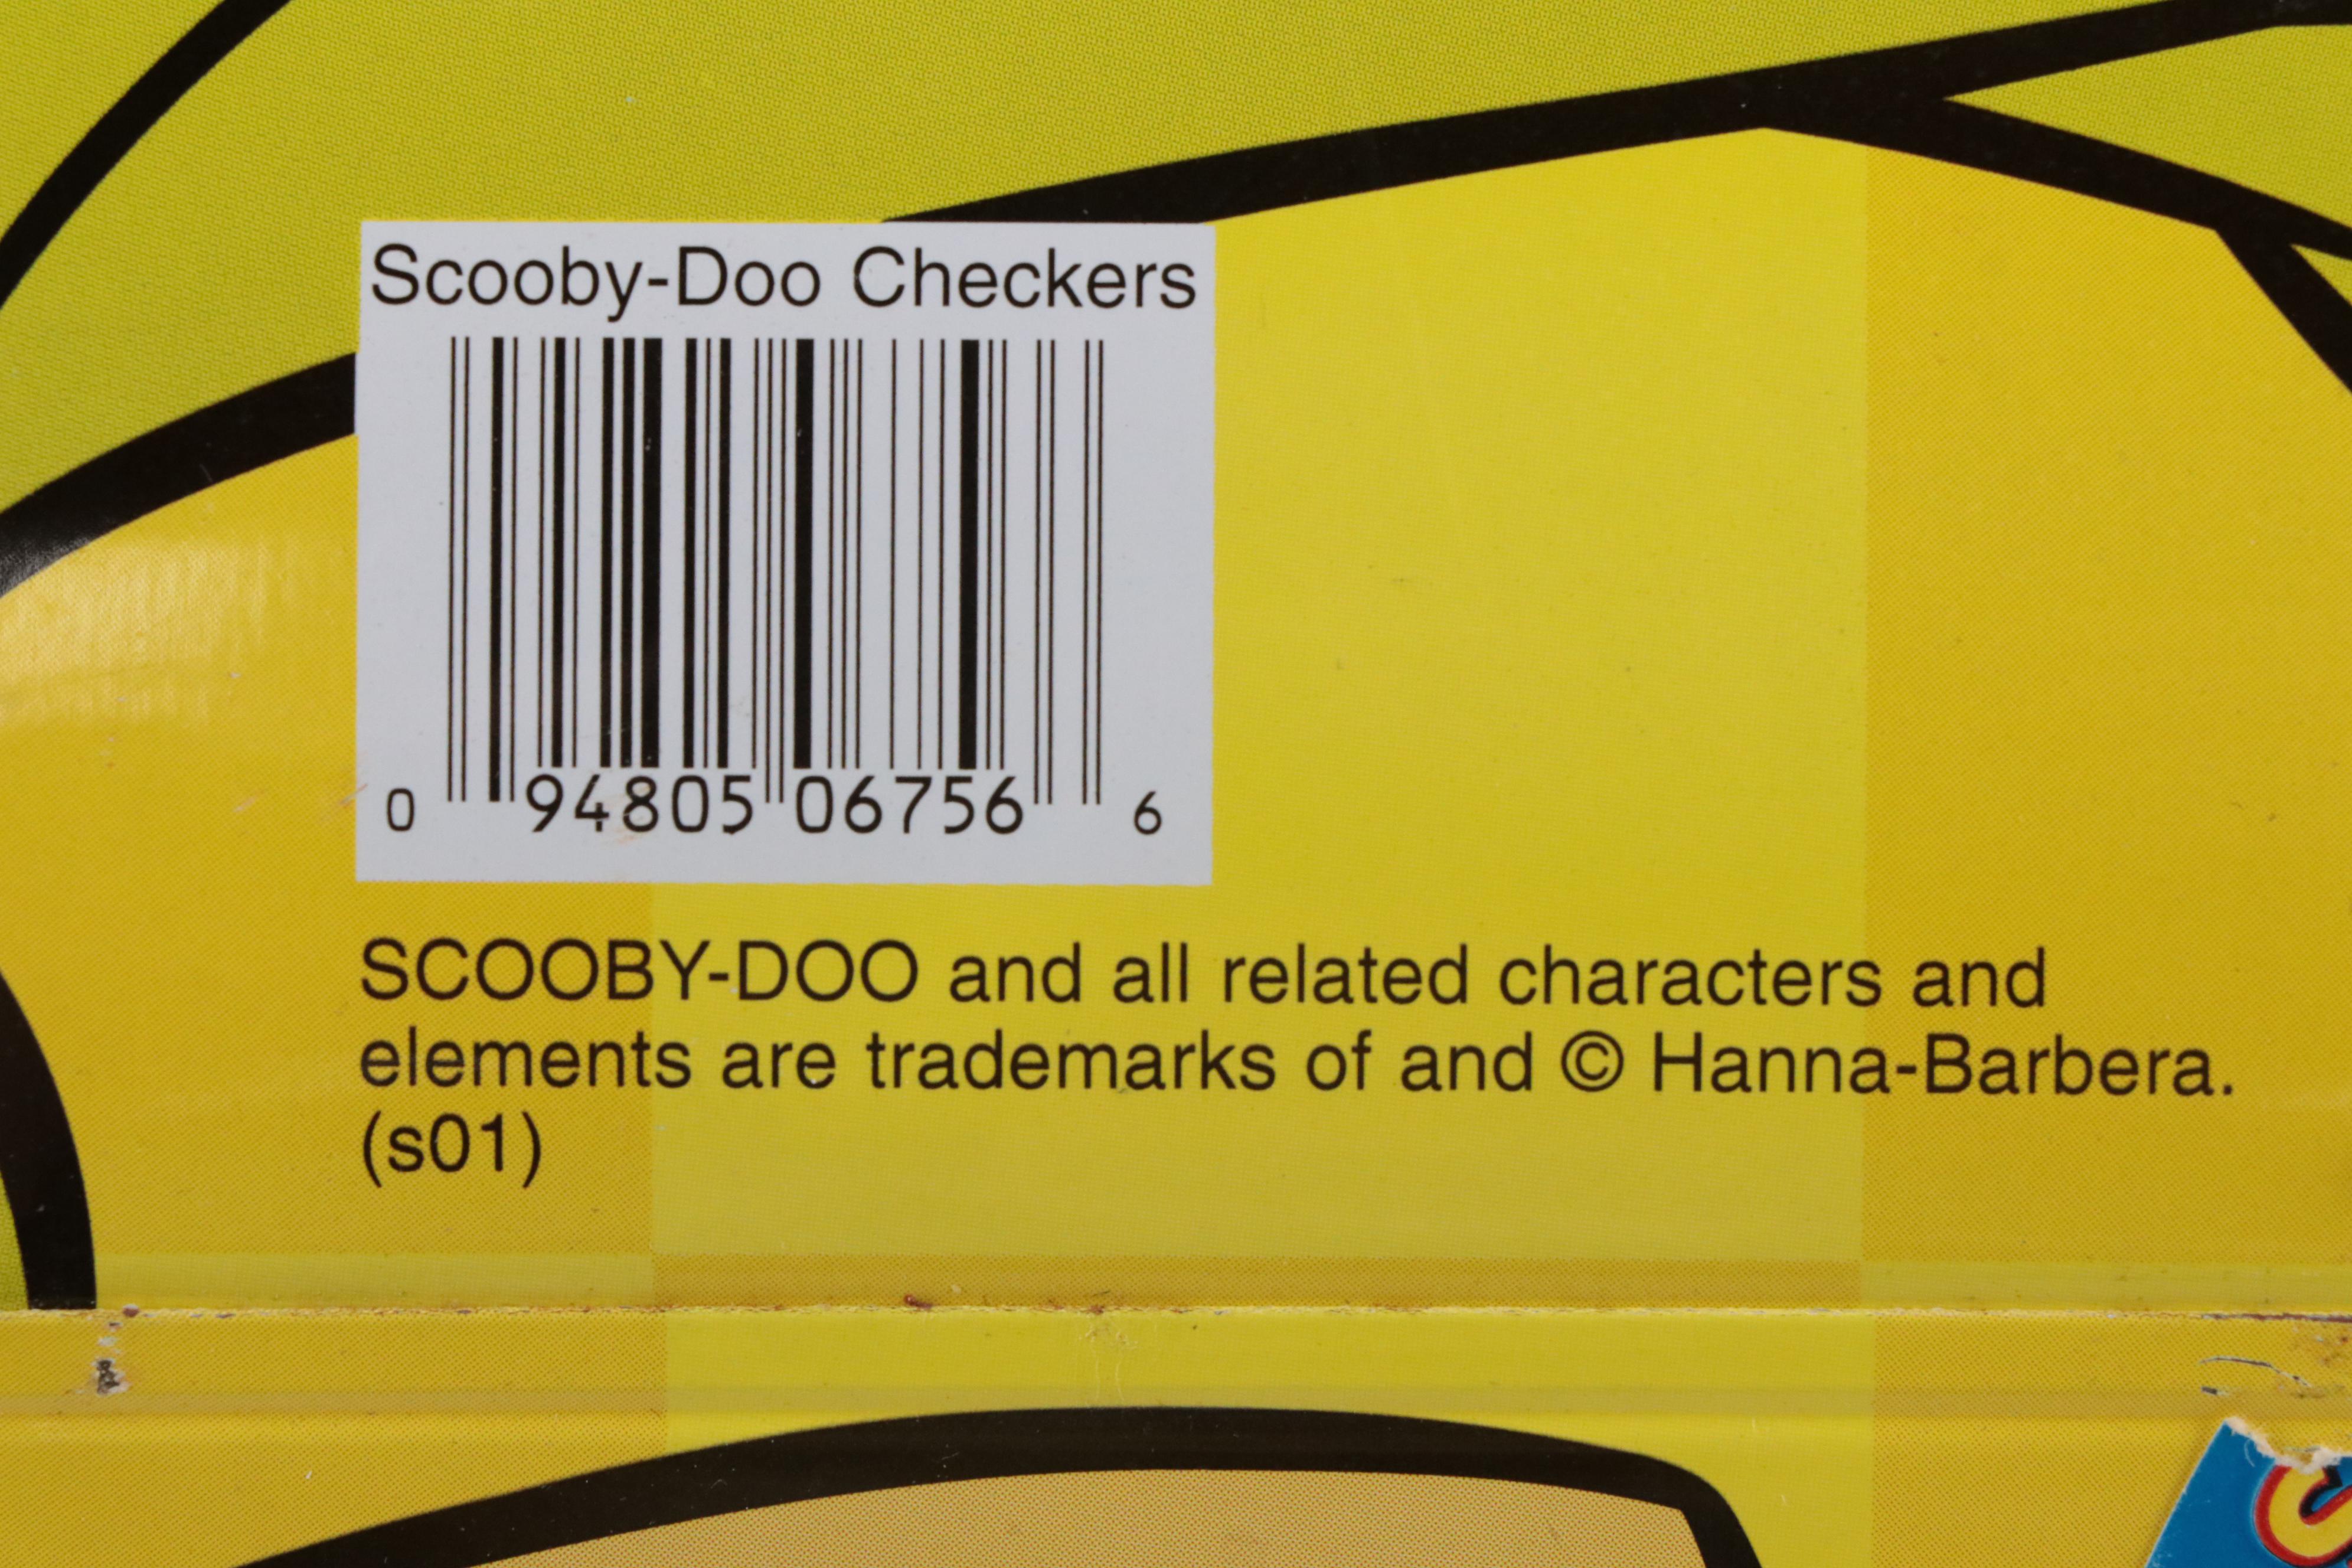 Scooby-Doo Checkers
0 94805 06756 6
SCOOBY-DOO and all related characters and
elements are trademarks of and © Hanna-Barbera.
(s01)